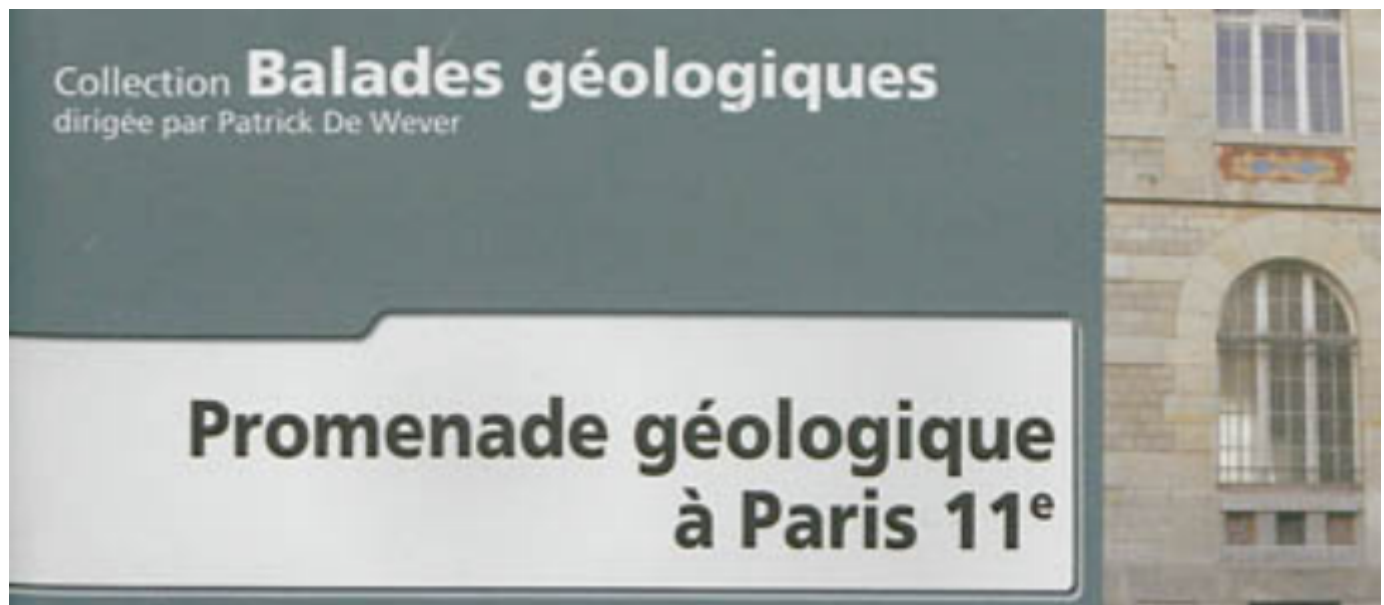 Collection Balades géologiques
dirigée par Patrick De Wever
Promenade géologique
à Paris 11e